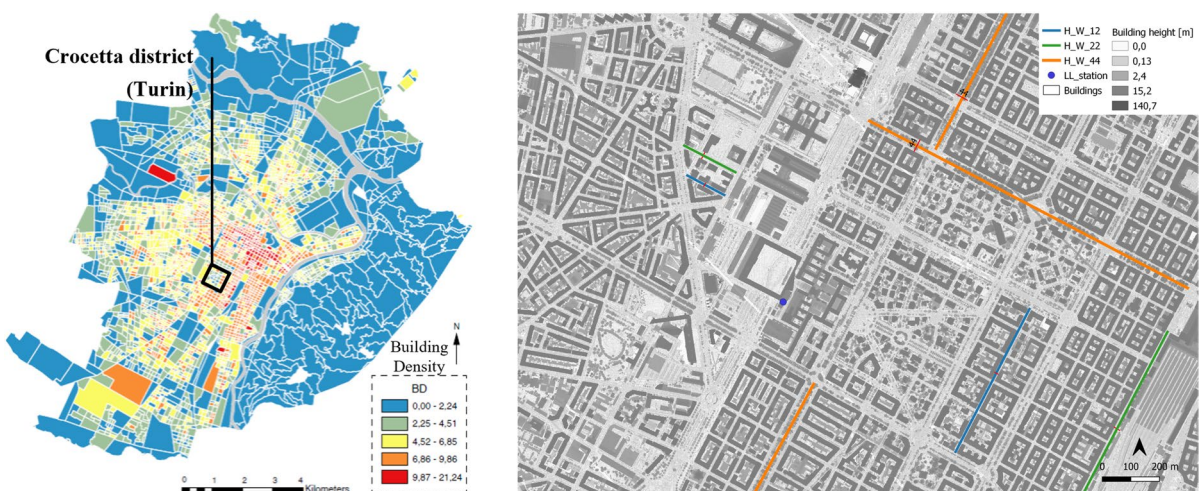 Crocetta district
(Turin)
N
Building
Density
BD
0,00 - 2,24
2,25 - 4,51
4,52 - 6,85
6,86 - 9,86
9,87 - 21,24
0 1 2 3 4
Kilometers
H_W_12
H_W_22
H_W_44
LL_station
Buildings
Building height [m]
0,0
0,13
2,4
15,2
140,7
44
44
0 100 200 m